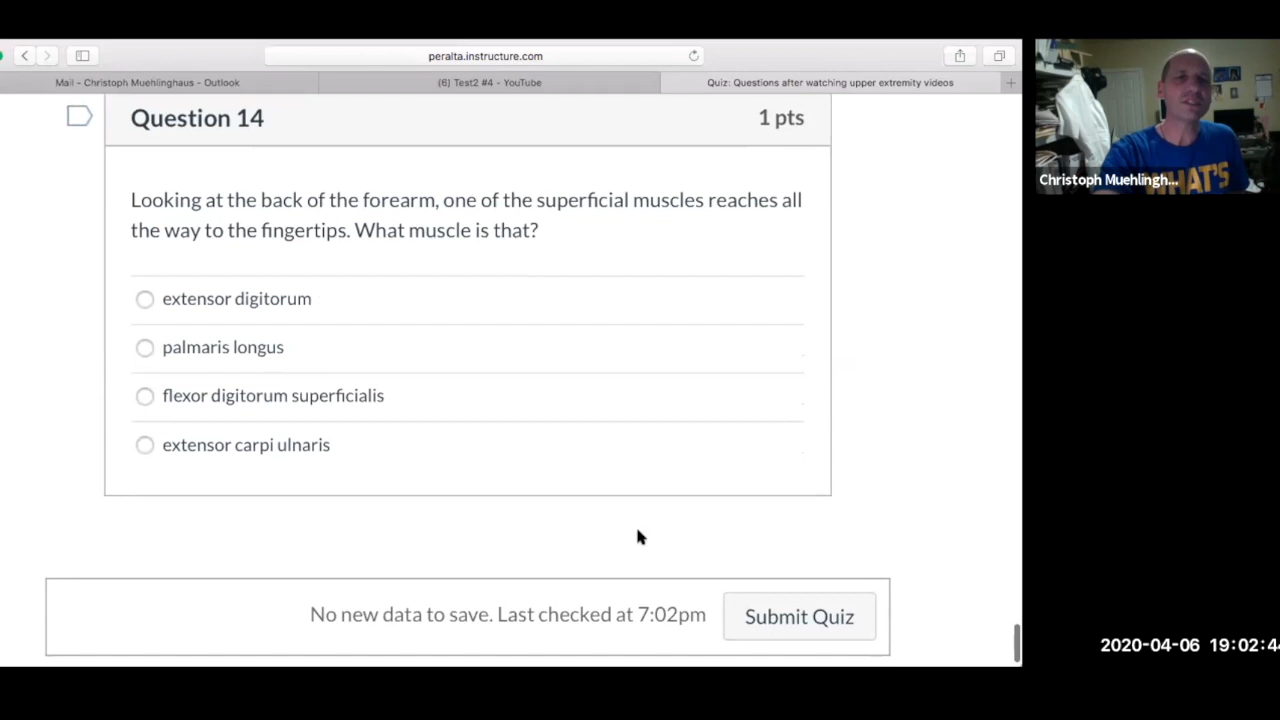 peralta.instructure.com
Mail – Christoph Muehlinghaus – Outlook
(6) Test2 #4 – YouTube
Quiz: Questions after watching upper extremity videos
Question 14
1 pts
Looking at the back of the forearm, one of the superficial muscles reaches all
the way to the fingertips. What muscle is that?
extensor digitorum
palmaris longus
flexor digitorum superficialis
extensor carpi ulnaris
No new data to save. Last checked at 7:02pm
Submit Quiz
WHAT'S
Christoph Muehlingh...
2020-04-06 19:02:44